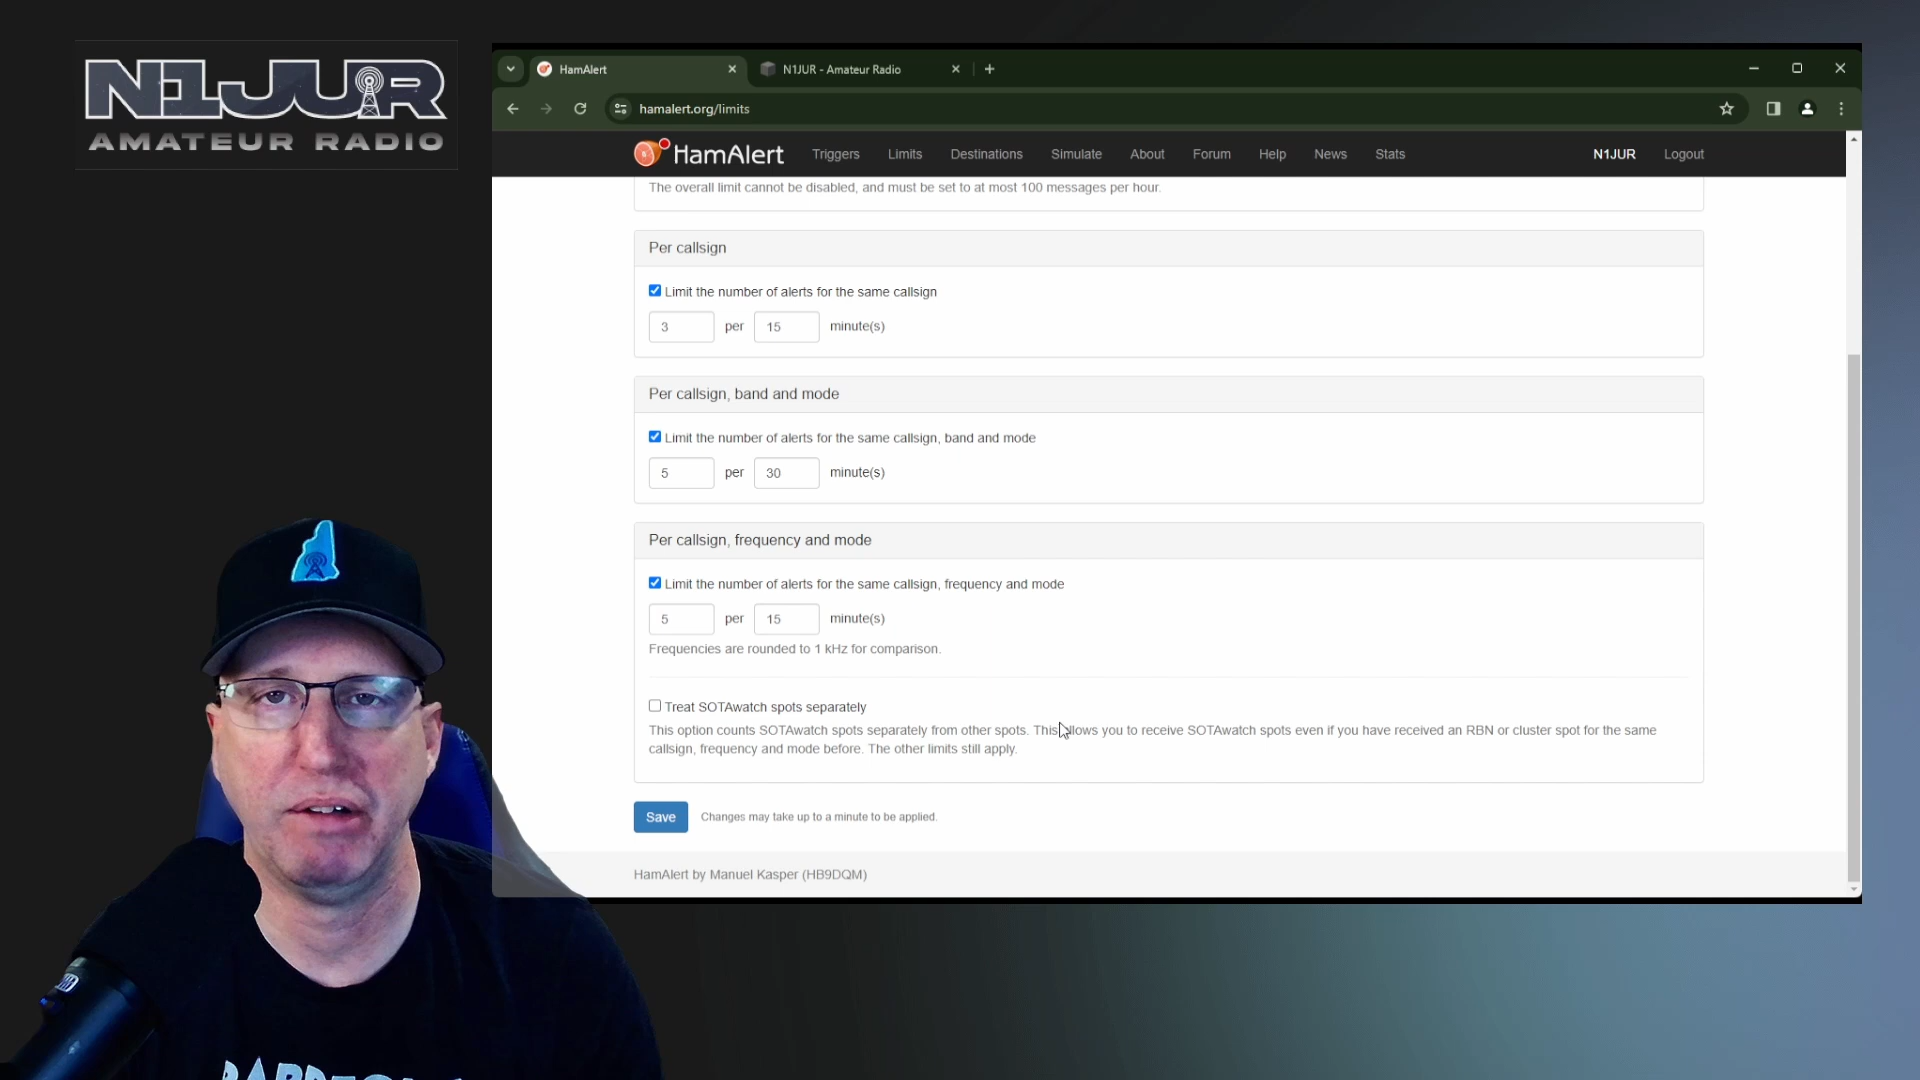 N1JUR
AMATEUR RADIO
HamAlert
N1JUR - Amateur Radio
hamalert.org/limits
HamAlert
Triggers
Limits
Destinations
Simulate
About
Forum
Help
News
Stats
N1JUR
Logout
The overall limit cannot be disabled, and must be set to at most 100 messages per hour.
Per callsign
Limit the number of alerts for the same callsign
3 per 15 minute(s)
Per callsign, band and mode
Limit the number of alerts for the same callsign, band and mode
5 per 30 minute(s)
Per callsign, frequency and mode
Limit the number of alerts for the same callsign, frequency and mode
5 per 15 minute(s)
Frequencies are rounded to 1 kHz for comparison.
Treat SOTAwatch spots separately
This option counts SOTAwatch spots separately from other spots. This allows you to receive SOTAwatch spots even if you have received an RBN or cluster spot for the same
callsign, frequency and mode before. The other limits still apply.
Save
Changes may take up to a minute to be applied.
HamAlert by Manuel Kasper (HB9DQM)